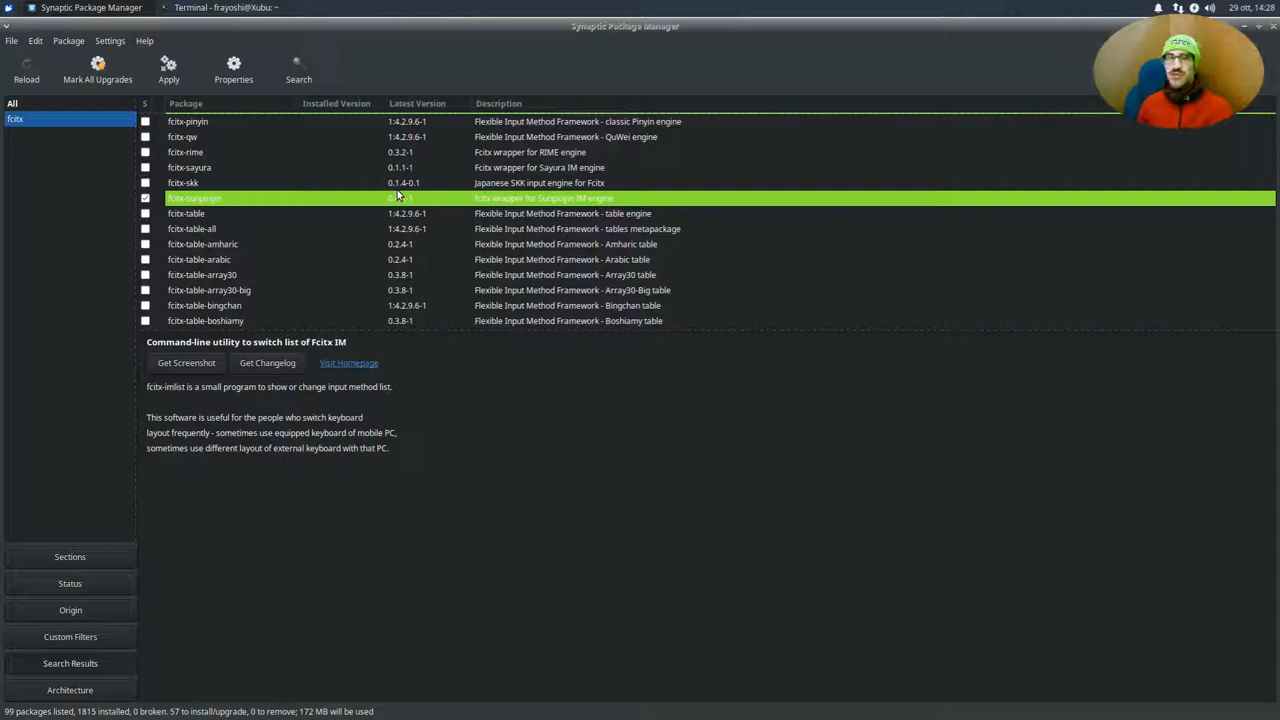 Synaptic Package Manager
Terminal - frayoshi@Xubu: ~
29 ott, 14:28
Synaptic Package Manager
File Edit Package Settings Help
Reload Mark All Upgrades Apply Properties Search
All
fcitx
S Package Installed Version Latest Version Description
fcitx-pinyin 1:4.2.9.6-1 Flexible Input Method Framework - classic Pinyin engine
fcitx-qw 1:4.2.9.6-1 Flexible Input Method Framework - QuWei engine
fcitx-rime 0.3.2-1 Fcitx wrapper for RIME engine
fcitx-sayura 0.1.1-1 Fcitx wrapper for Sayura IM engine
fcitx-skk 0.1.4-0.1 Japanese SKK input engine for Fcitx
fcitx-sunpinyin fcitx wrapper for Sunpinyin IM engine
fcitx-table 1:4.2.9.6-1 Flexible Input Method Framework - table engine
fcitx-table-all 1:4.2.9.6-1 Flexible Input Method Framework - tables metapackage
fcitx-table-amharic 0.2.4-1 Flexible Input Method Framework - Amharic table
fcitx-table-arabic 0.2.4-1 Flexible Input Method Framework - Arabic table
fcitx-table-array30 0.3.8-1 Flexible Input Method Framework - Array30 table
fcitx-table-array30-big 0.3.8-1 Flexible Input Method Framework - Array30-Big table
fcitx-table-bingchan 1:4.2.9.6-1 Flexible Input Method Framework - Bingchan table
fcitx-table-boshiamy 0.3.8-1 Flexible Input Method Framework - Boshiamy table
Command-line utility to switch list of Fcitx IM
Get Screenshot Get Changelog Visit Homepage
fcitx-imlist is a small program to show or change input method list.
This software is useful for the people who switch keyboard
layout frequently - sometimes use equipped keyboard of mobile PC,
sometimes use different layout of external keyboard with that PC.
Sections
Status
Origin
Custom Filters
Search Results
Architecture
99 packages listed, 1815 installed, 0 broken. 57 to install/upgrade, 0 to remove; 172 MB will be used